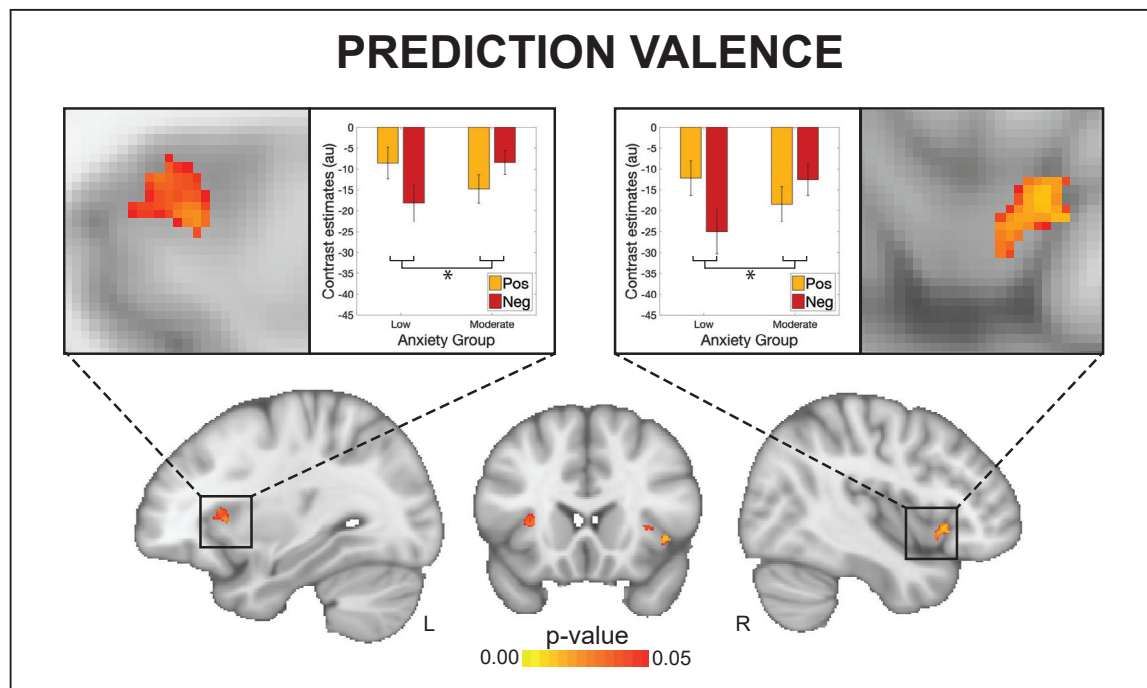 PREDICTION VALENCE
Contrast estimates (au)
0
-5
-10
-15
-20
-25
-30
-35
-40
-45
*
Pos
Neg
Low
Moderate
Anxiety Group
Contrast estimates (au)
0
-5
-10
-15
-20
-25
-30
-35
-40
-45
*
Pos
Neg
Low
Moderate
Anxiety Group
L
R
p-value
0.00
0.05